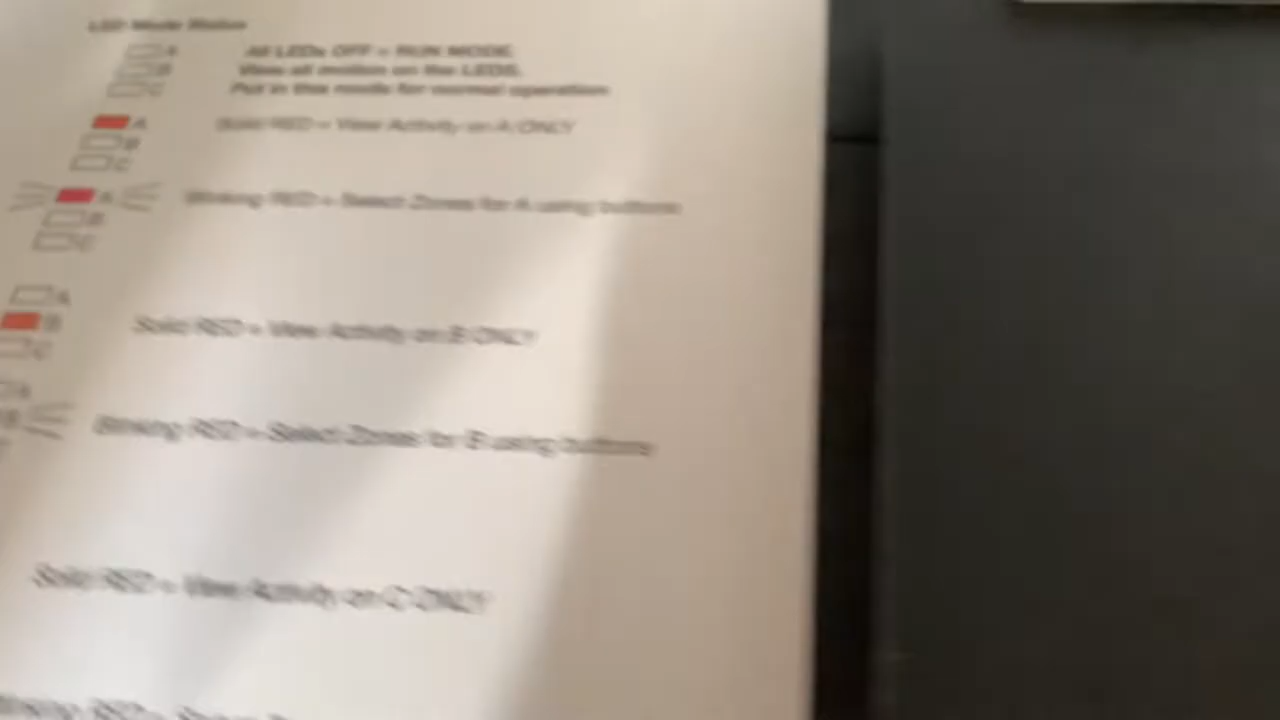 LED Mode Status
A
B
C
All LEDs OFF = RUN MODE.
View all motion on the LEDS.
Put in this mode for normal operation
A
B
C
Solid RED = View Activity on A ONLY
A
B
C
Blinking RED = Select Zones for A using buttons
A
B
C
Solid RED = View Activity on B ONLY
A
B
Blinking RED = Select Zones for B using buttons
Solid RED = View Activity on C ONLY
RED =